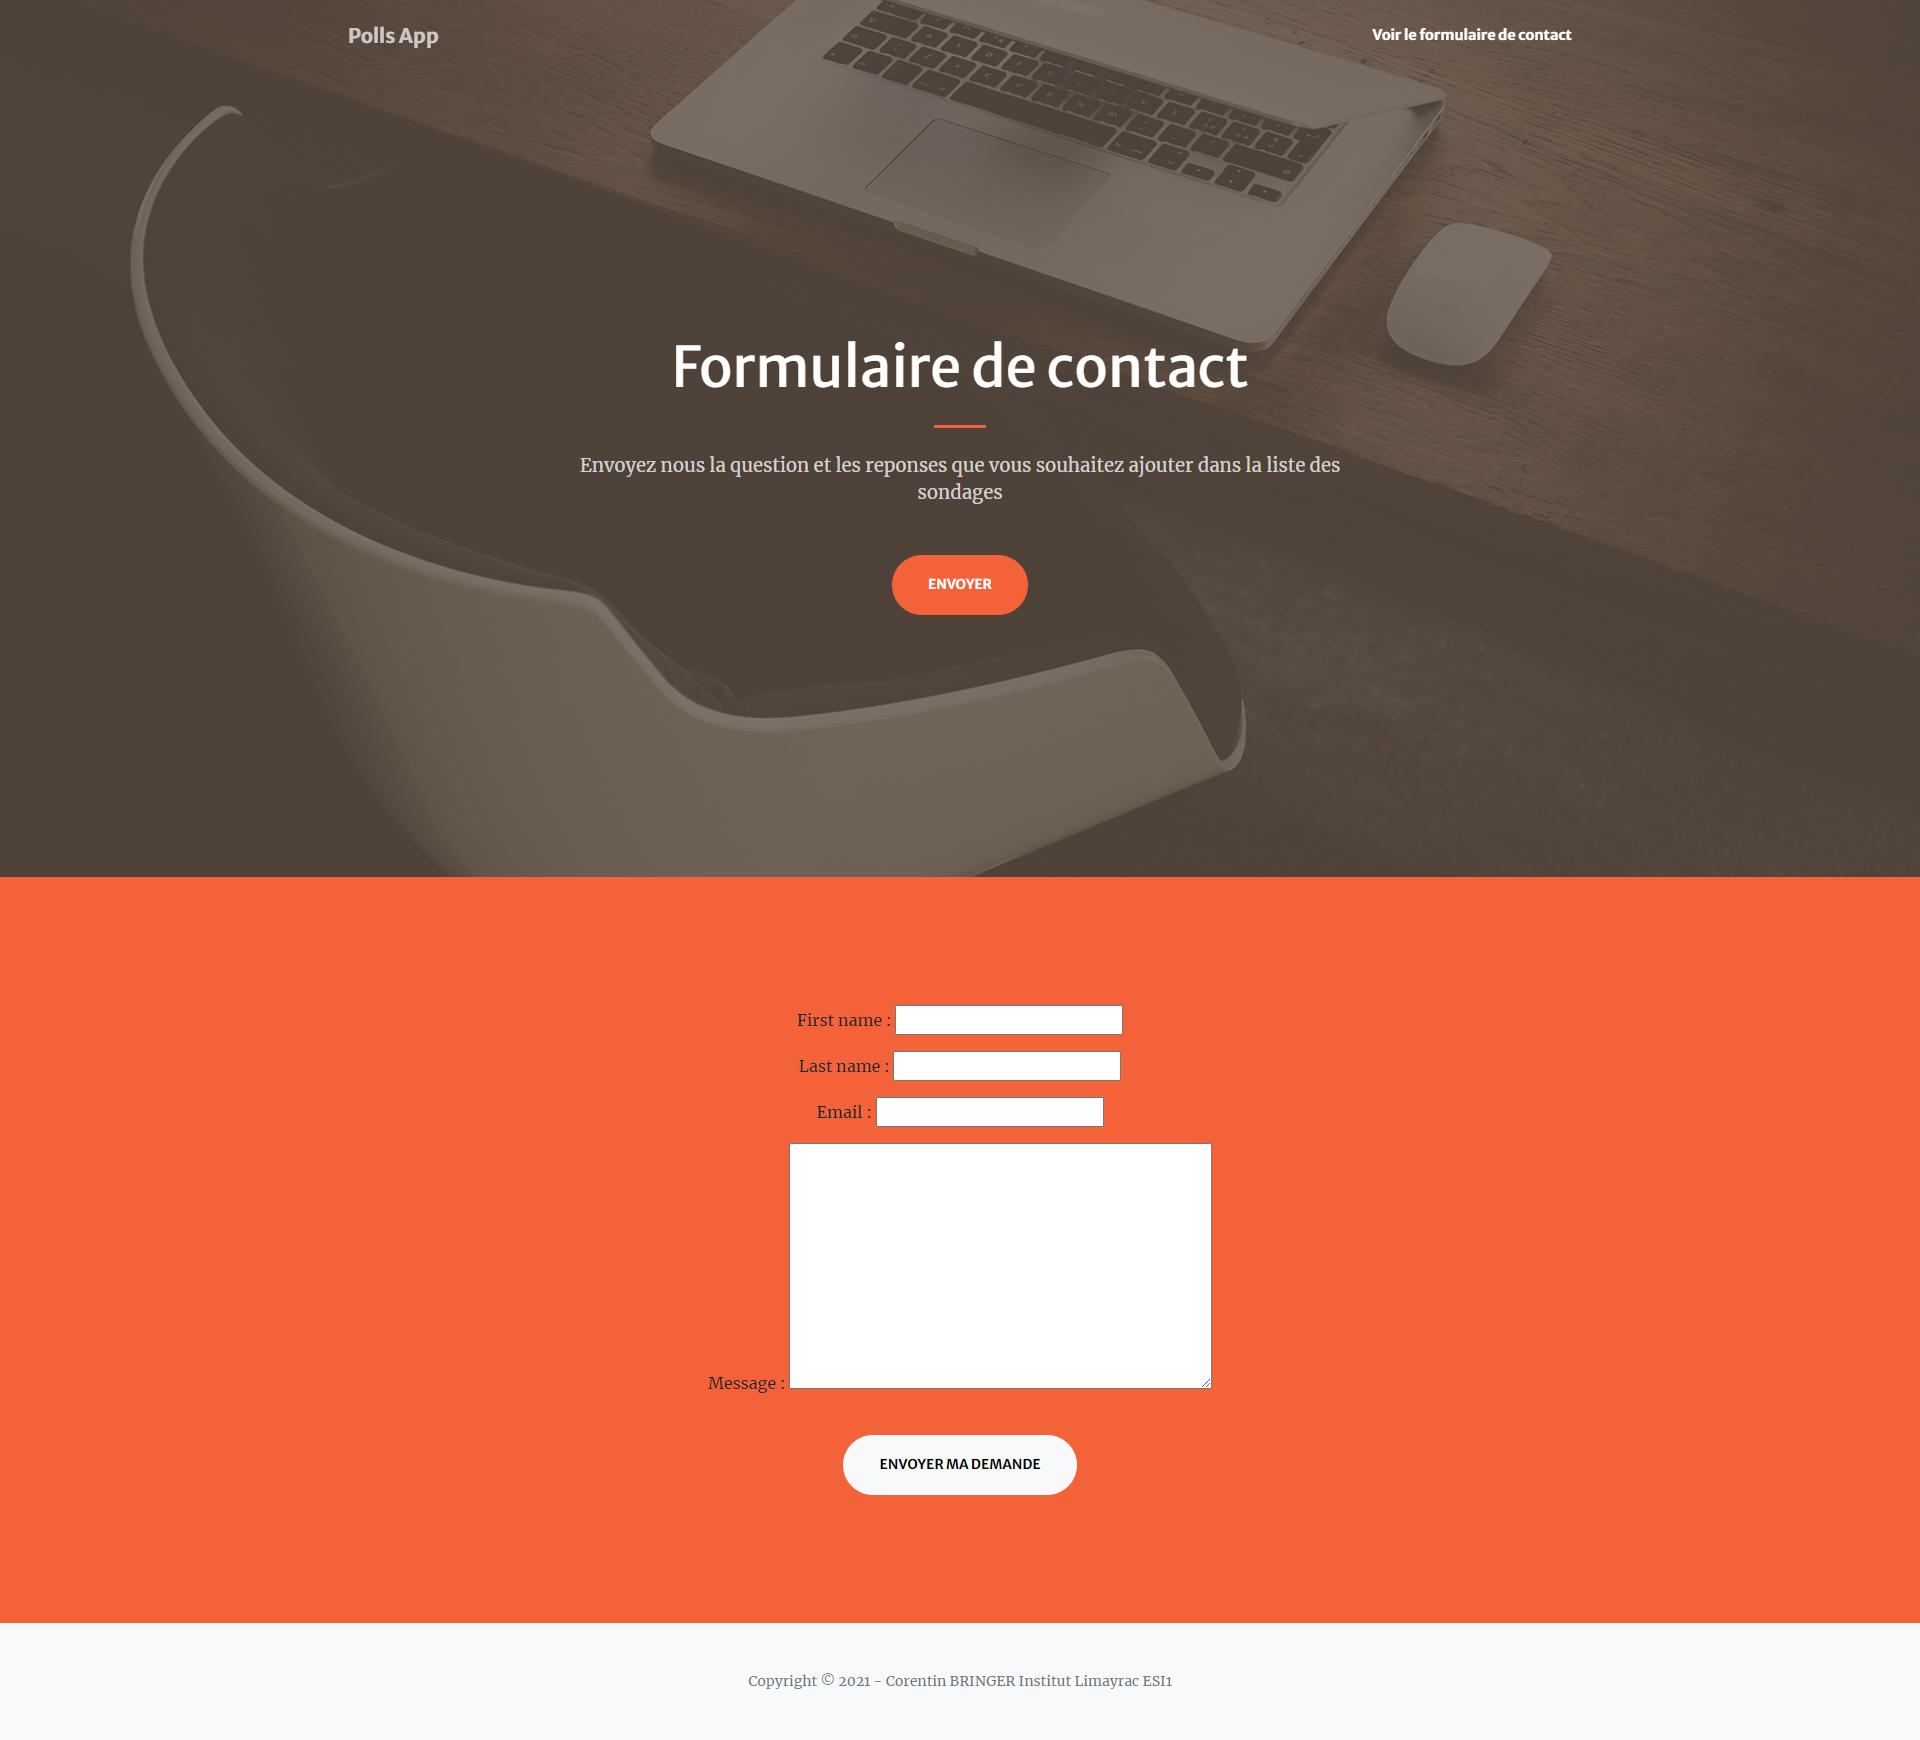 Polls App
Voir le formulaire de contact
Formulaire de contact
Envoyez nous la question et les reponses que vous souhaitez ajouter dans la liste des
sondages
ENVOYER
First name :
Last name :
Email :
Message :
ENVOYER MA DEMANDE
Copyright © 2021 - Corentin BRINGER Institut Limayrac ESI1